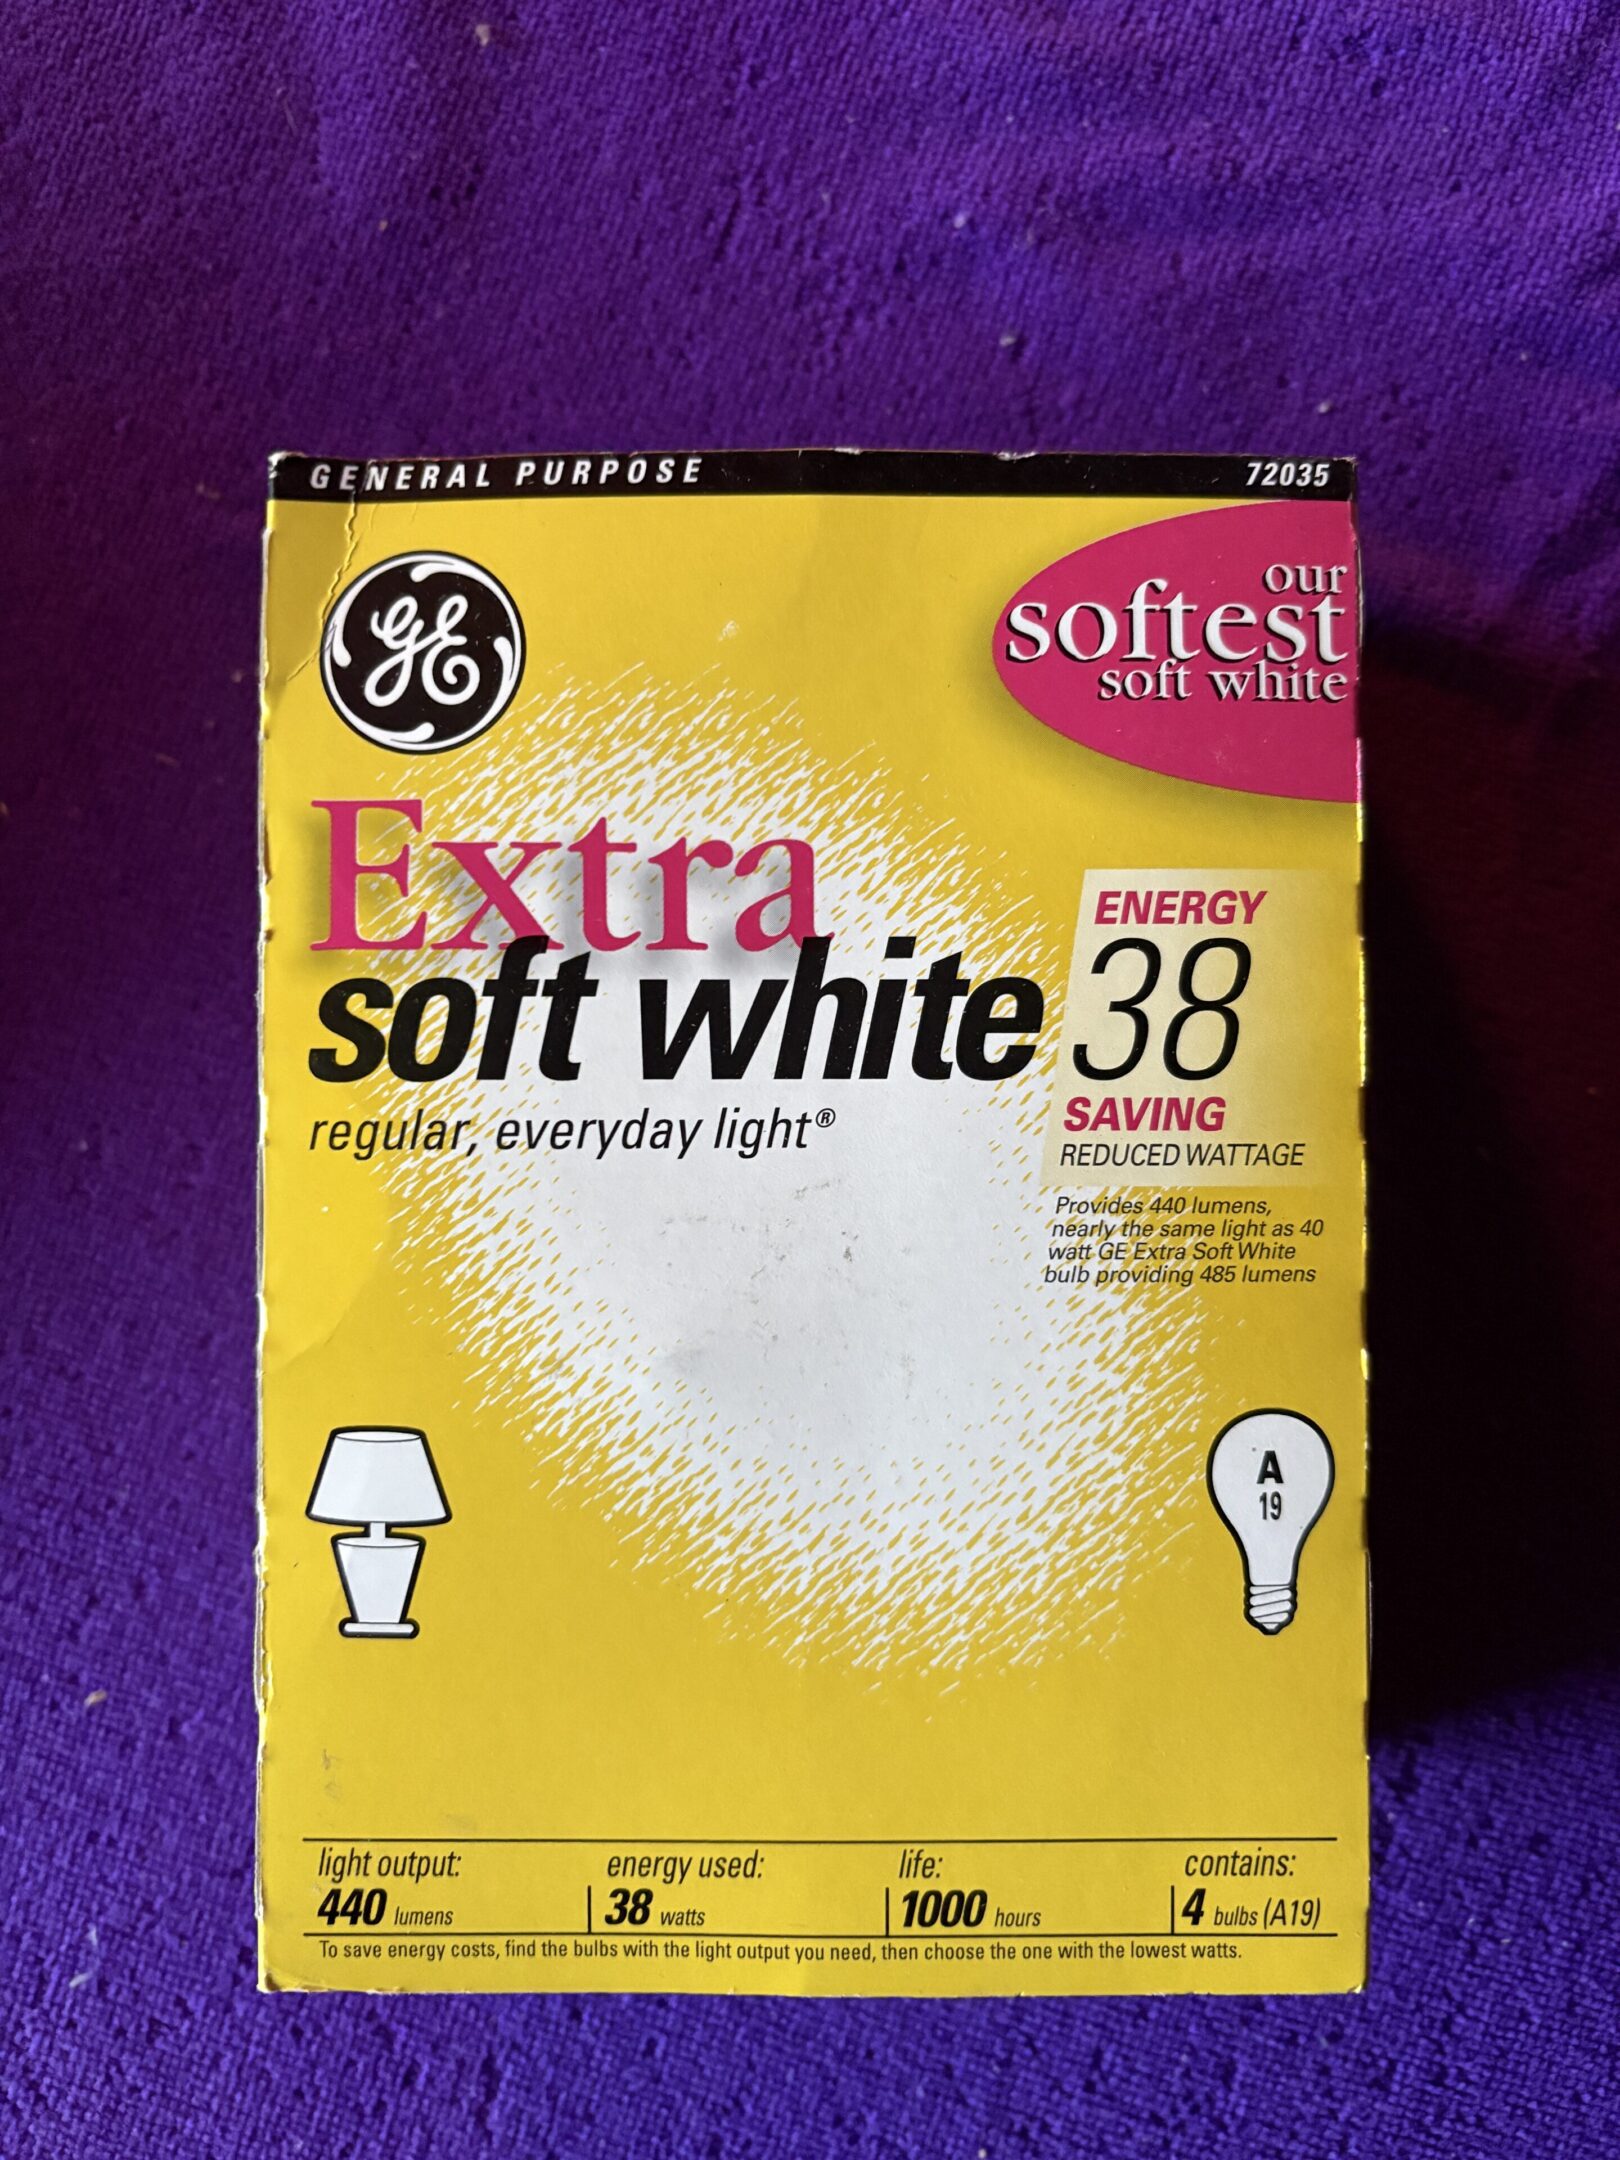 GENERAL PURPOSE 72035
GE
our
softest
soft white
Extra
soft white
regular, everyday light®
ENERGY
38
SAVING
REDUCED WATTAGE
Provides 440 lumens,
nearly the same light as 40
watt GE Extra Soft White
bulb providing 485 lumens
A
19
light output: energy used: life: contains:
440 lumens 38 watts 1000 hours 4 bulbs (A19)
To save energy costs, find the bulbs with the light output you need, then choose the one with the lowest watts.